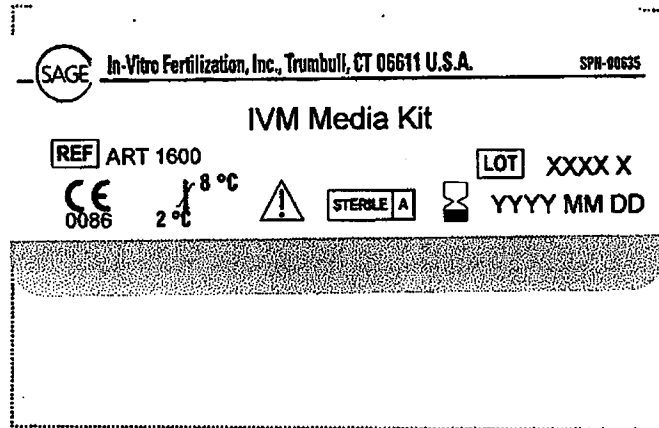 SAGE In-Vitro Fertilization, Inc., Trumbull, CT 06611 U.S.A. SPN-00635
IVM Media Kit
REF ART 1600 LOT XXXX X
CE 0086 2 °C 8 °C STERILE A YYYY MM DD